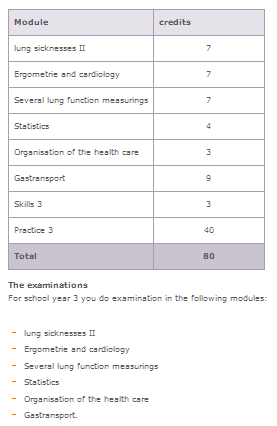 Module credits
lung sicknesses II 7
Ergometrie and cardiology 7
Several lung function measurings 7
Statistics 4
Organisation of the health care 3
Gastransport 9
Skills 3 3
Practice 3 40
Total 80
The examinations
For school year 3 you do examination in the following modules:
- lung sicknesses II
- Ergometrie and cardiology
- Several lung function measurings
- Statistics
- Organisation of the health care
- Gastransport.